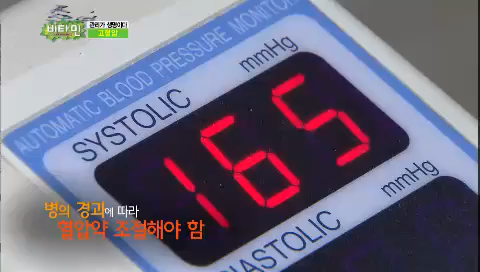 비타민
관리가 생명이다!
고혈압
AUTOMATIC BLOOD PRESSURE MONITOR
SYSTOLIC
mmHg
165
mmHg
DIASTOLIC
병의 경과에 따라
혈압약 조절해야 함